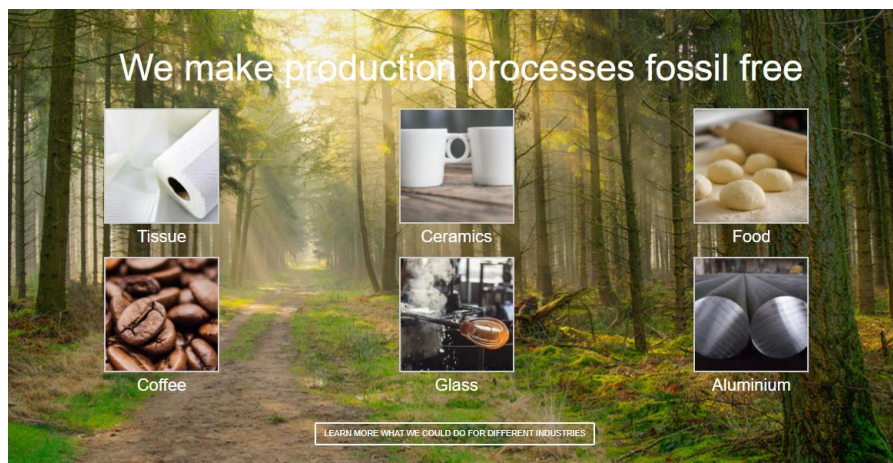 We make production processes fossil free
Tissue
Ceramics
Food
Coffee
Glass
Aluminium
LEARN MORE WHAT WE COULD DO FOR DIFFERENT INDUSTRIES